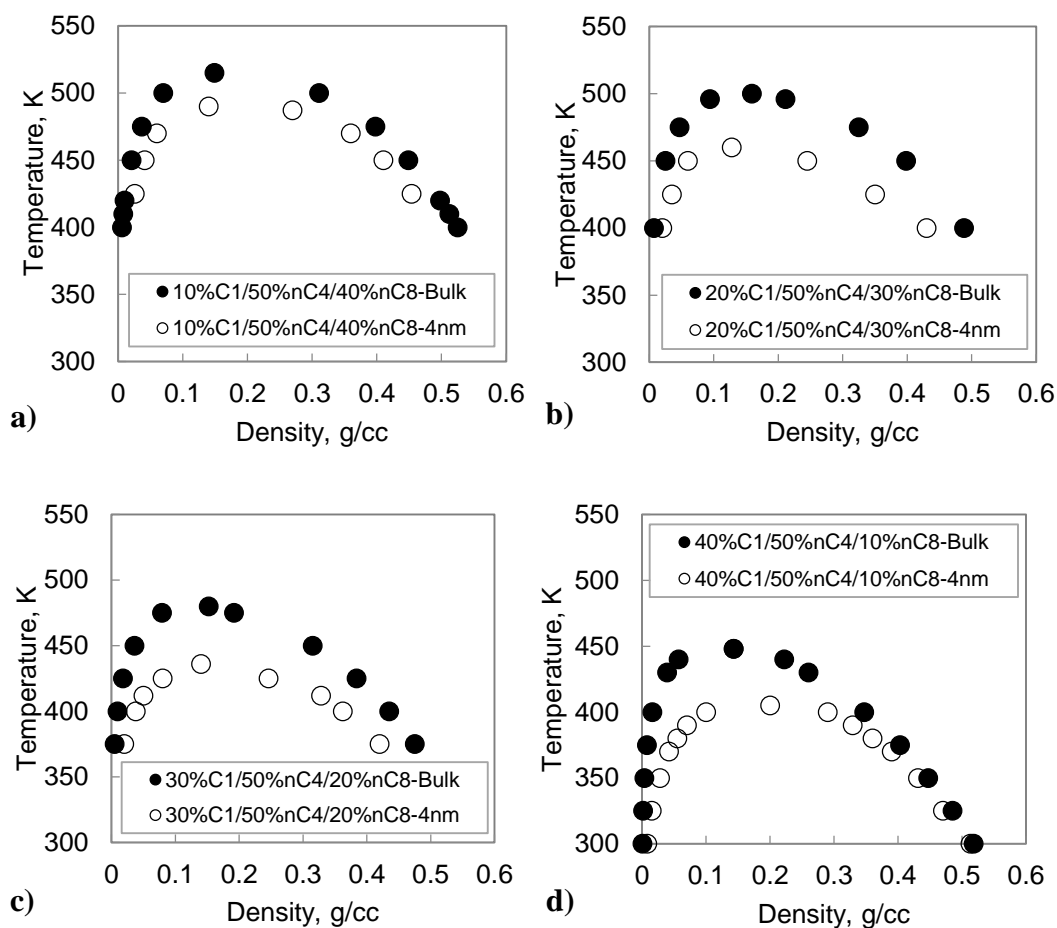 550
500
450
400
350
300
Temperature, K
10%C1/50%nC4/40%nC8-Bulk
10%C1/50%nC4/40%nC8-4nm
0 0.1 0.2 0.3 0.4 0.5 0.6
Density, g/cc
a)
550
500
450
400
350
300
Temperature, K
20%C1/50%nC4/30%nC8-Bulk
20%C1/50%nC4/30%nC8-4nm
0 0.1 0.2 0.3 0.4 0.5 0.6
Density, g/cc
b)
550
500
450
400
350
300
Temperature, K
30%C1/50%nC4/20%nC8-Bulk
30%C1/50%nC4/20%nC8-4nm
0 0.1 0.2 0.3 0.4 0.5 0.6
Density, g/cc
c)
550
500
450
400
350
300
Temperature, K
40%C1/50%nC4/10%nC8-Bulk
40%C1/50%nC4/10%nC8-4nm
0 0.1 0.2 0.3 0.4 0.5 0.6
Density, g/cc
d)